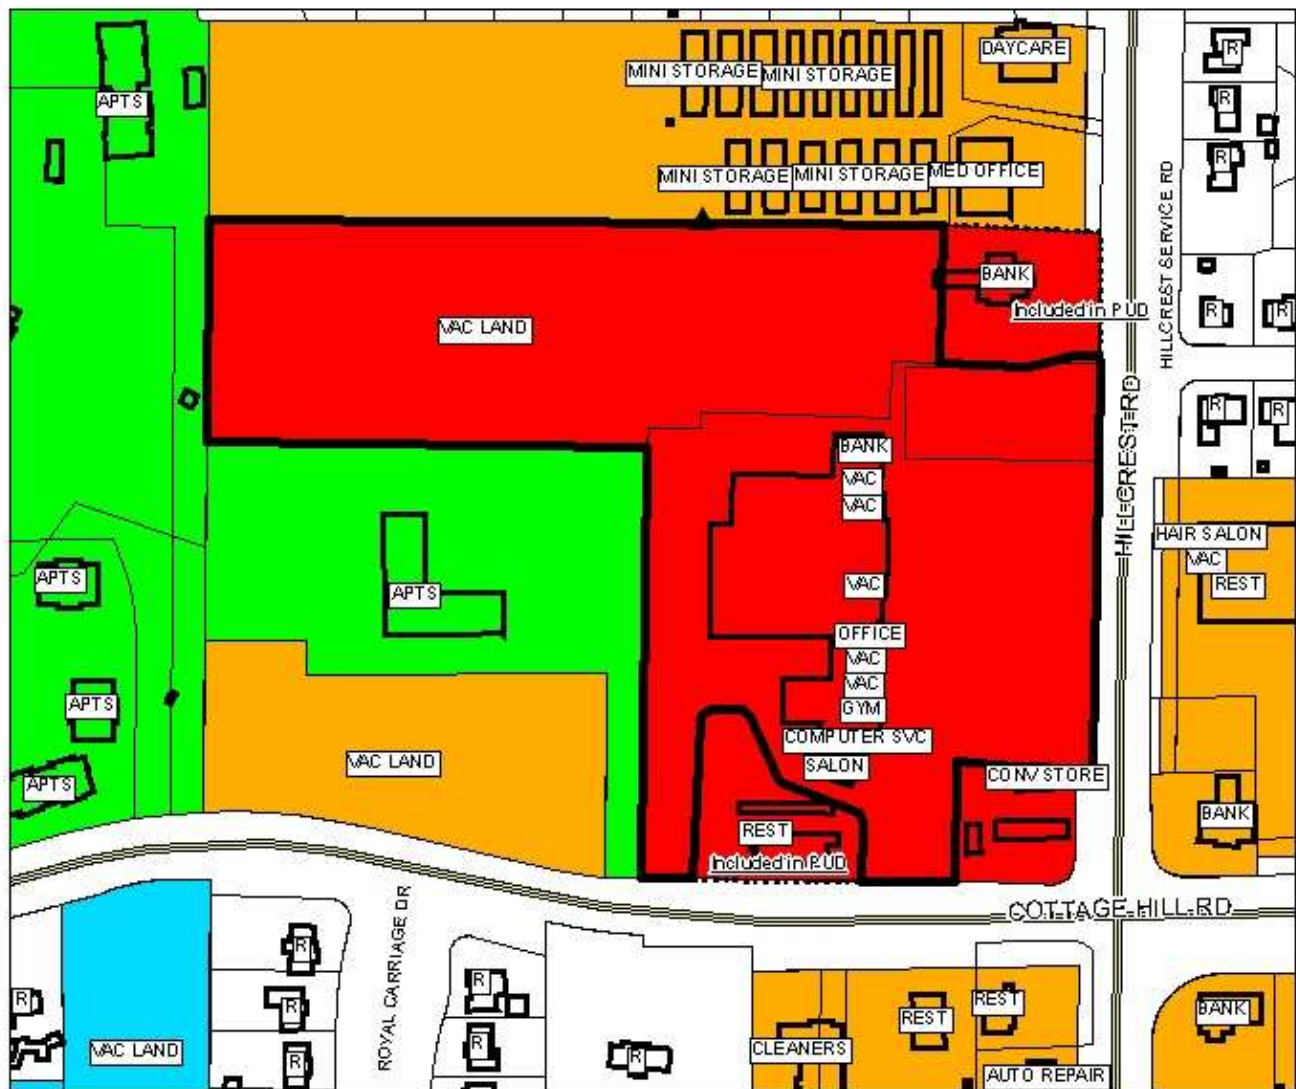 DAYCARE
R
APTS
MINI STORAGE
MINI STORAGE
R
MINI STORAGE
MINI STORAGE
MED OFFICE
R
HILLCREST SERVICE RD
BANK
Included in PUD
R
R
VAC LAND
HILLCREST RD
R
R
BANK
VAC
VAC
HAIR SALON
VAC
REST
APTS
APTS
VAC
OFFICE
VAC
VAC
GYM
APTS
COMPUTER SVC
SALON
VAC LAND
CONV STORE
APTS
BANK
REST
Included in PUD
COTTAGE HILL RD
ROYAL CARRIAGE DR
R
R
R
R
REST
BANK
R
REST
VAC LAND
R
R
R
CLEANERS
AUTO REPAIR